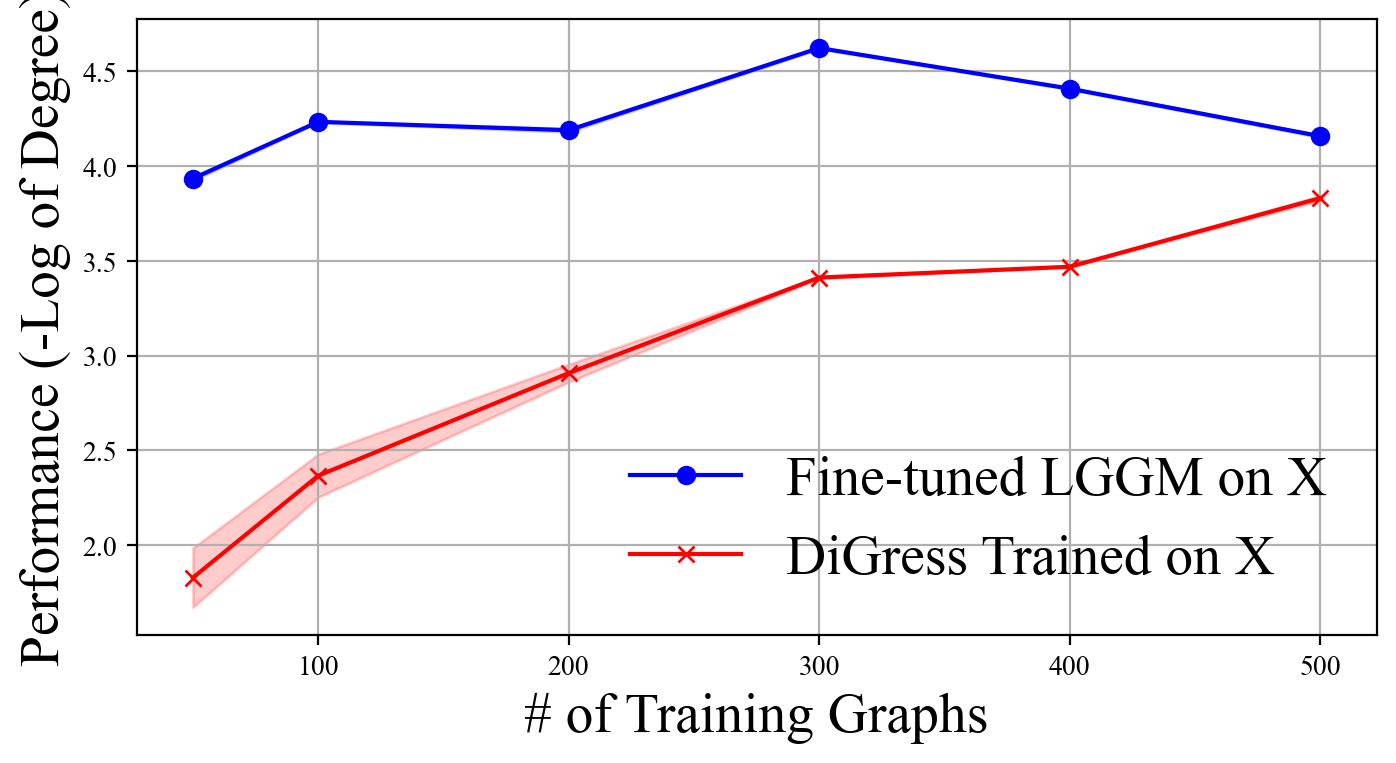 Performance (-Log of Degree)
4.5
4.0
3.5
3.0
2.5
2.0
Fine-tuned LGGM on X
DiGress Trained on X
100 200 300 400 500
# of Training Graphs